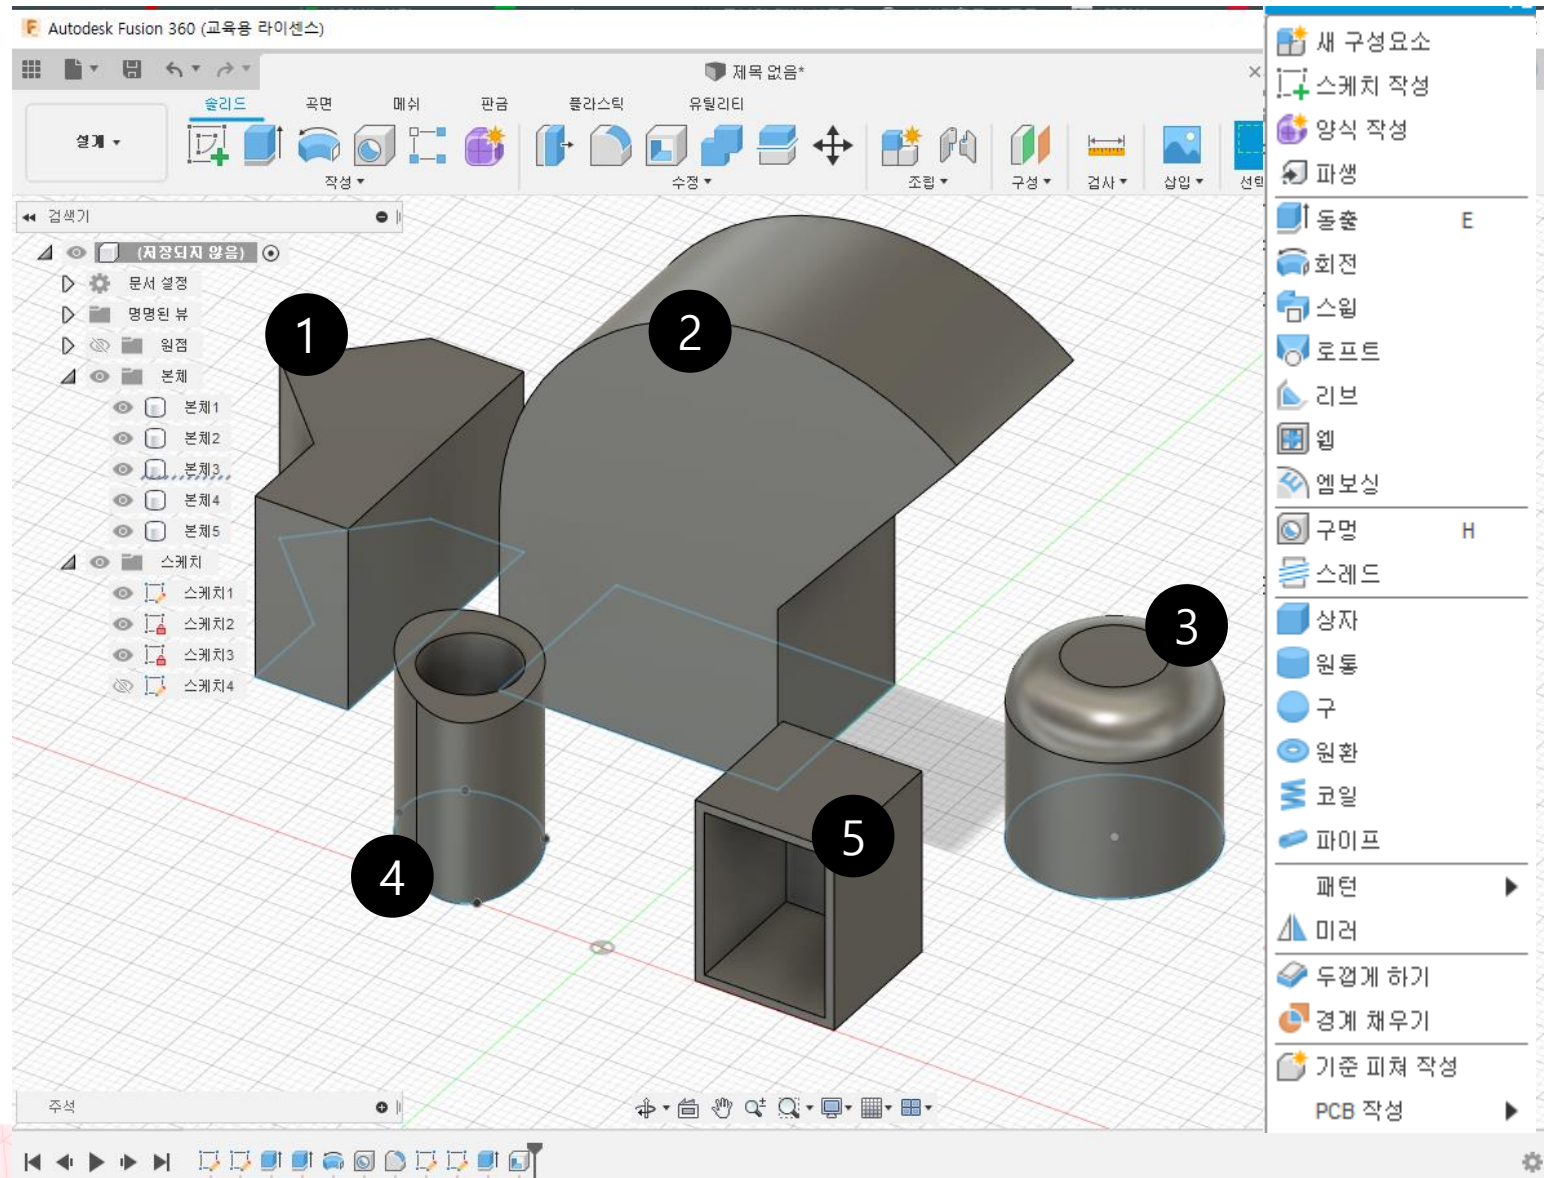 Autodesk Fusion 360 (교육용 라이센스)
제목 없음*
설계
솔리드 곡면 메쉬 판금 플라스틱 유틸리티
작성 수정 조립 구성 검사 삽입 선택
검색기
(저장되지 않음)
문서 설정
명명된 뷰
원점
본체
본체1
본체2
본체3
본체4
본체5
스케치
스케치1
스케치2
스케치3
스케치4
1
2
3
4
5
주석
새 구성요소
스케치 작성
양식 작성
파생
돌출 E
회전
스윕
로프트
리브
웹
엠보싱
구멍 H
스레드
상자
원통
구
원환
코일
파이프
패턴
미러
두껍게 하기
경계 채우기
기준 피쳐 작성
PCB 작성